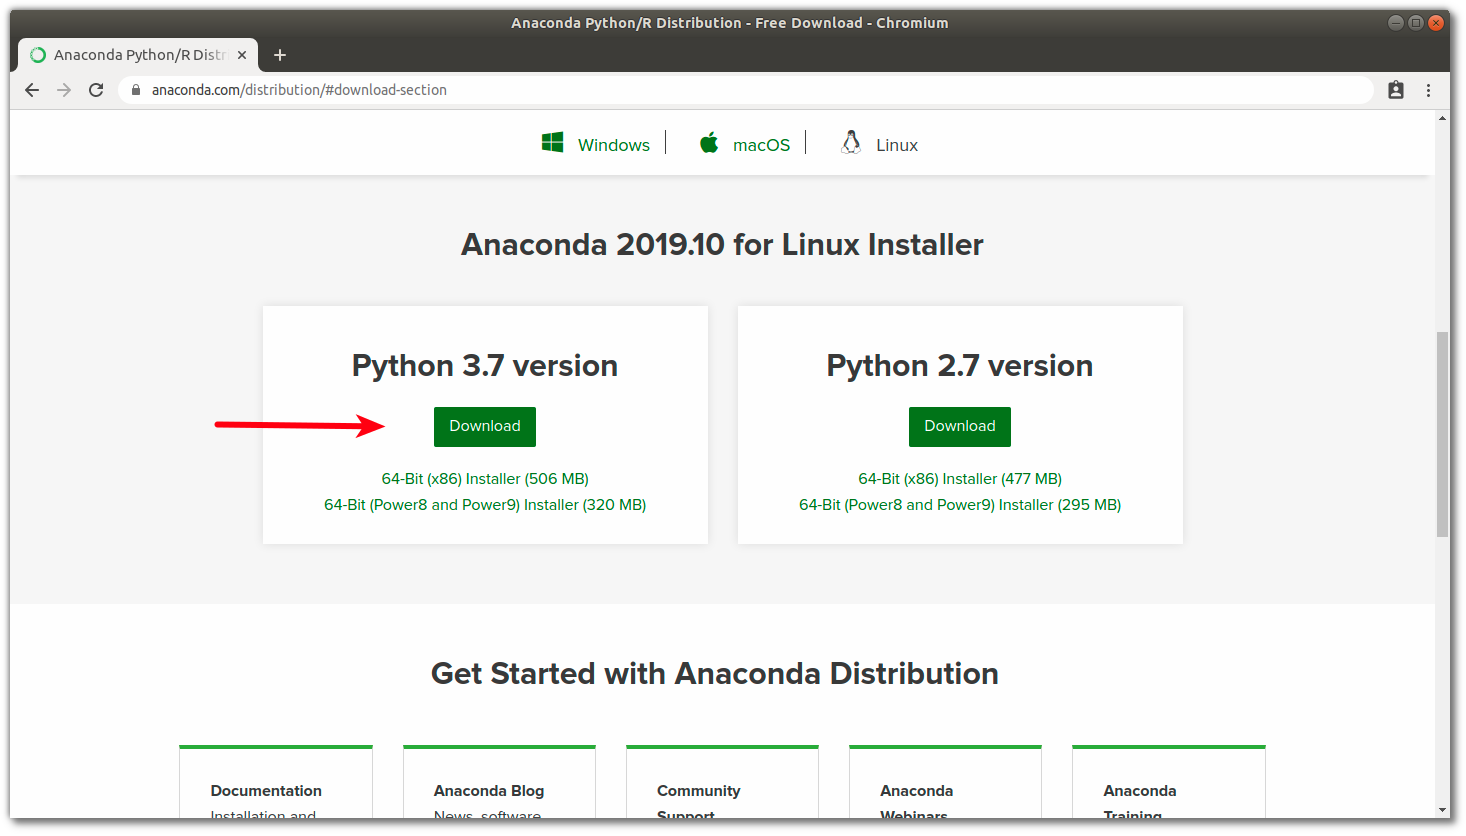 Anaconda Python/R Distribution - Free Download - Chromium
Anaconda Python/R Distr
anaconda.com/distribution/#download-section
Windows
macOS
Linux
Anaconda 2019.10 for Linux Installer
Python 3.7 version
Download
64-Bit (x86) Installer (506 MB)
64-Bit (Power8 and Power9) Installer (320 MB)
Python 2.7 version
Download
64-Bit (x86) Installer (477 MB)
64-Bit (Power8 and Power9) Installer (295 MB)
Get Started with Anaconda Distribution
Documentation
Installation and
Anaconda Blog
News, software
Community
Support
Anaconda
Webinars
Anaconda
Training